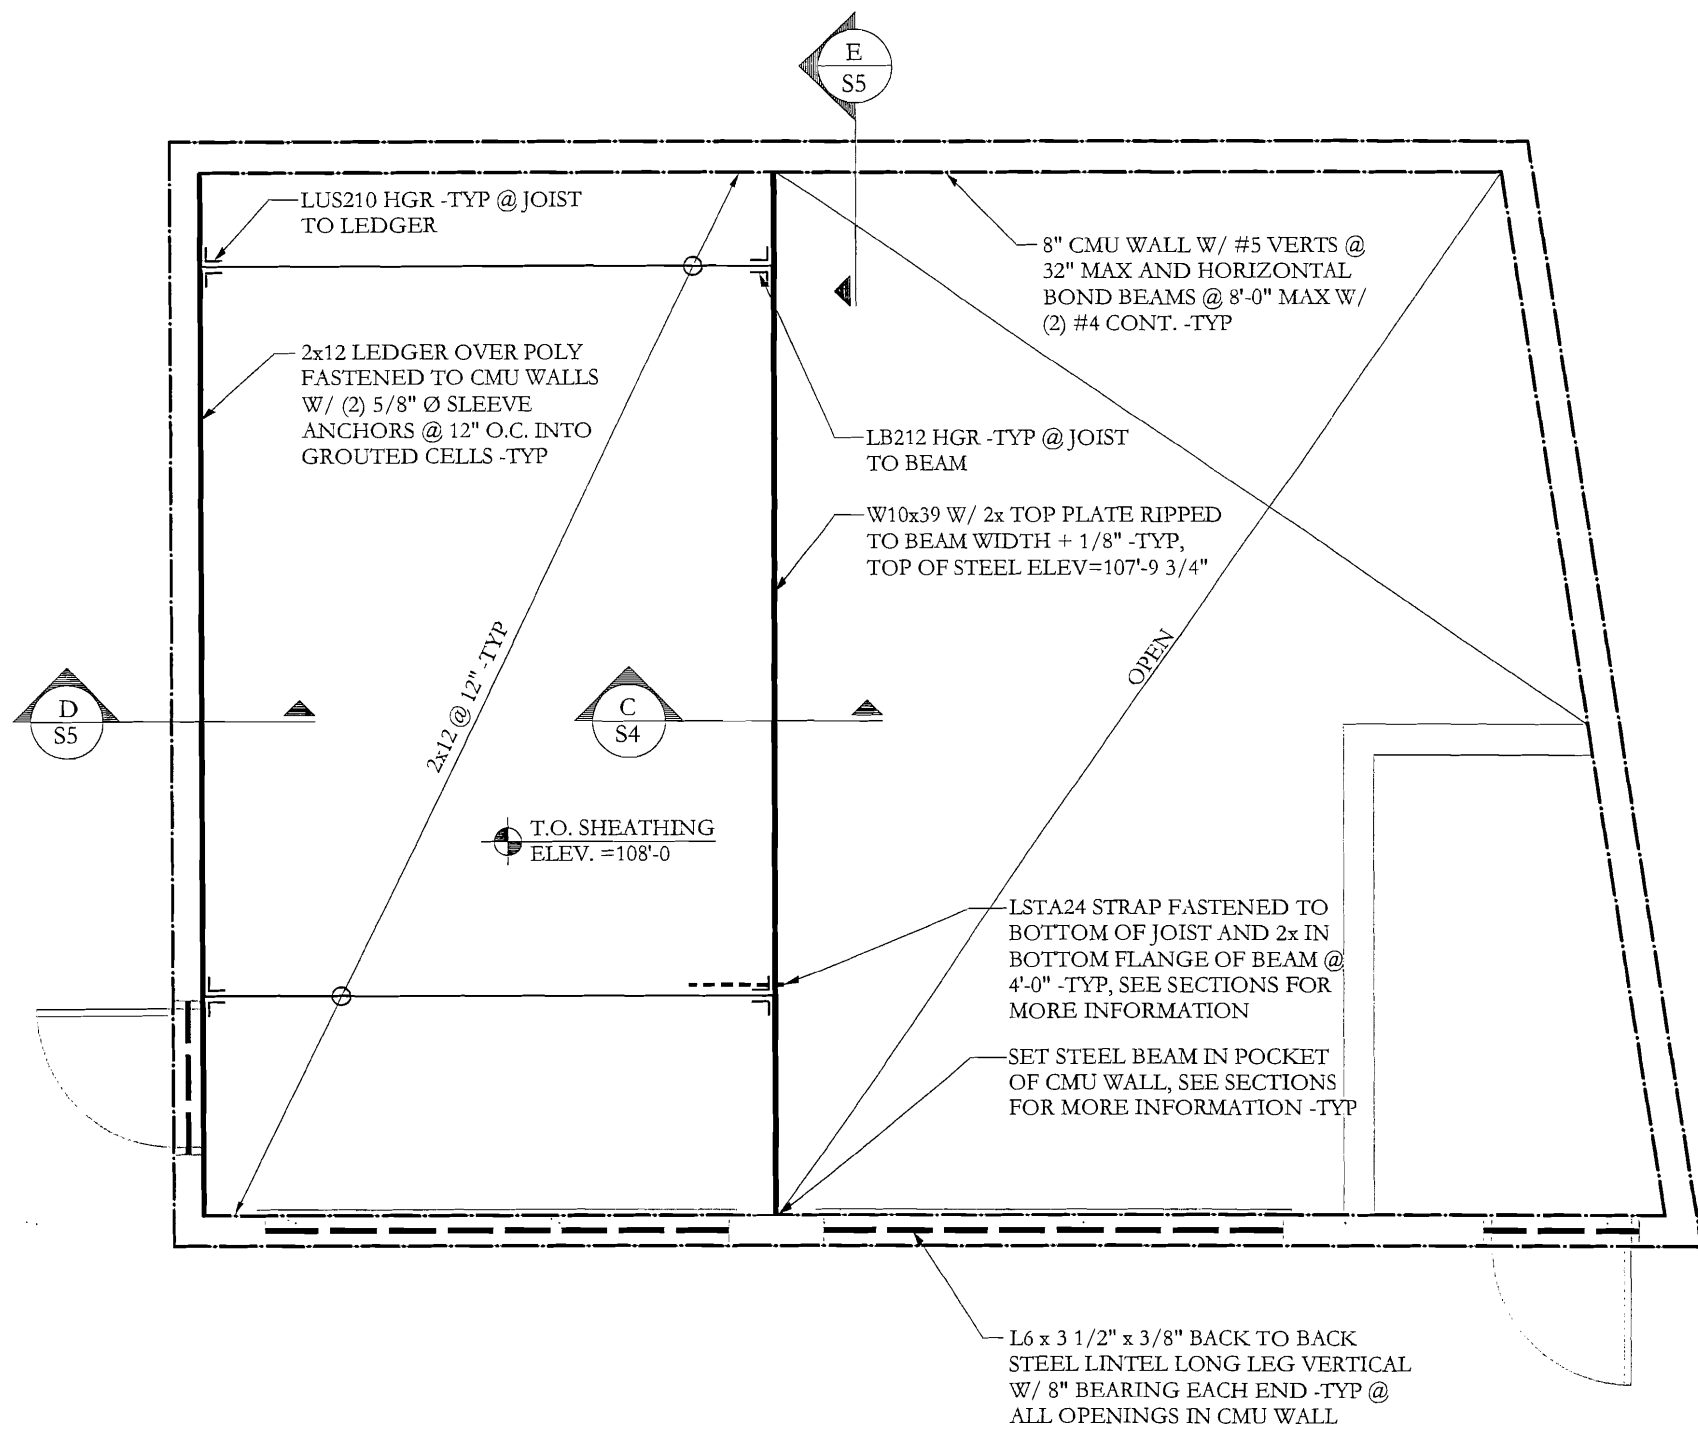 E
S5
LUS210 HGR -TYP @ JOIST
TO LEDGER
8" CMU WALL W/ #5 VERTS @
32" MAX AND HORIZONTAL
BOND BEAMS @ 8'-0" MAX W/
(2) #4 CONT. -TYP
2x12 LEDGER OVER POLY
FASTENED TO CMU WALLS
W/ (2) 5/8" Ø SLEEVE
ANCHORS @ 12" O.C. INTO
GROUTED CELLS -TYP
LB212 HGR -TYP @ JOIST
TO BEAM
W10x39 W/ 2x TOP PLATE RIPPED
TO BEAM WIDTH + 1/8" -TYP,
TOP OF STEEL ELEV=107'-9 3/4"
2x12 @ 12" -TYP
OPEN
D
S5
C
S4
T.O. SHEATHING
ELEV. =108'-0
LSTA24 STRAP FASTENED TO
BOTTOM OF JOIST AND 2x IN
BOTTOM FLANGE OF BEAM @
4'-0" -TYP, SEE SECTIONS FOR
MORE INFORMATION
SET STEEL BEAM IN POCKET
OF CMU WALL, SEE SECTIONS
FOR MORE INFORMATION -TYP
L6 x 3 1/2" x 3/8" BACK TO BACK
STEEL LINTEL LONG LEG VERTICAL
W/ 8" BEARING EACH END -TYP @
ALL OPENINGS IN CMU WALL